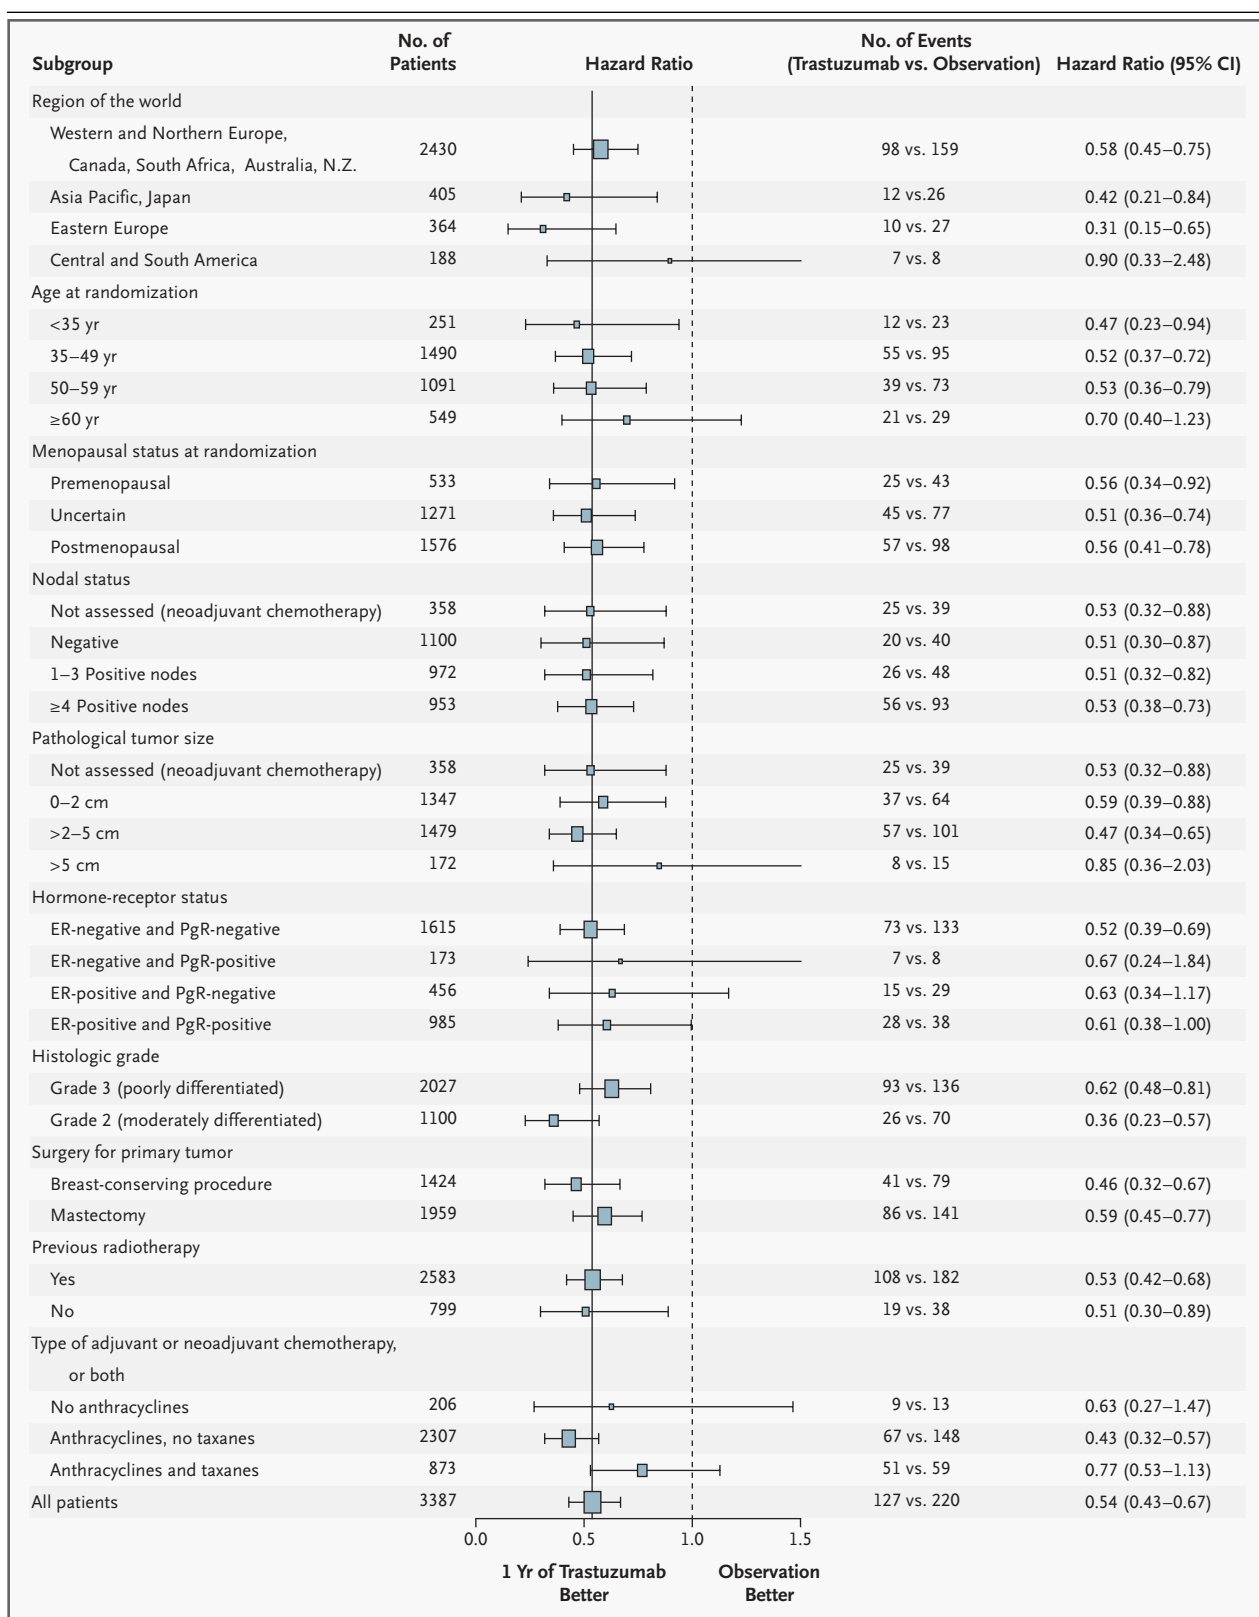 No. of
Patients
No. of Events
Subgroup Hazard Ratio (Trastuzumab vs. Observation) Hazard Ratio (95% CI)
Region of the world
Western and Northern Europe,
Canada, South Africa, Australia, N.Z. 2430 98 vs. 159 0.58 (0.45–0.75)
Asia Pacific, Japan 405 12 vs.26 0.42 (0.21–0.84)
Eastern Europe 364 10 vs. 27 0.31 (0.15–0.65)
Central and South America 188 7 vs. 8 0.90 (0.33–2.48)
Age at randomization
<35 yr 251 12 vs. 23 0.47 (0.23–0.94)
35–49 yr 1490 55 vs. 95 0.52 (0.37–0.72)
50–59 yr 1091 39 vs. 73 0.53 (0.36–0.79)
≥60 yr 549 21 vs. 29 0.70 (0.40–1.23)
Menopausal status at randomization
Premenopausal 533 25 vs. 43 0.56 (0.34–0.92)
Uncertain 1271 45 vs. 77 0.51 (0.36–0.74)
Postmenopausal 1576 57 vs. 98 0.56 (0.41–0.78)
Nodal status
Not assessed (neoadjuvant chemotherapy) 358 25 vs. 39 0.53 (0.32–0.88)
Negative 1100 20 vs. 40 0.51 (0.30–0.87)
1–3 Positive nodes 972 26 vs. 48 0.51 (0.32–0.82)
≥4 Positive nodes 953 56 vs. 93 0.53 (0.38–0.73)
Pathological tumor size
Not assessed (neoadjuvant chemotherapy) 358 25 vs. 39 0.53 (0.32–0.88)
0–2 cm 1347 37 vs. 64 0.59 (0.39–0.88)
>2–5 cm 1479 57 vs. 101 0.47 (0.34–0.65)
>5 cm 172 8 vs. 15 0.85 (0.36–2.03)
Hormone-receptor status
ER-negative and PgR-negative 1615 73 vs. 133 0.52 (0.39–0.69)
ER-negative and PgR-positive 173 7 vs. 8 0.67 (0.24–1.84)
ER-positive and PgR-negative 456 15 vs. 29 0.63 (0.34–1.17)
ER-positive and PgR-positive 985 28 vs. 38 0.61 (0.38–1.00)
Histologic grade
Grade 3 (poorly differentiated) 2027 93 vs. 136 0.62 (0.48–0.81)
Grade 2 (moderately differentiated) 1100 26 vs. 70 0.36 (0.23–0.57)
Surgery for primary tumor
Breast-conserving procedure 1424 41 vs. 79 0.46 (0.32–0.67)
Mastectomy 1959 86 vs. 141 0.59 (0.45–0.77)
Previous radiotherapy
Yes 2583 108 vs. 182 0.53 (0.42–0.68)
No 799 19 vs. 38 0.51 (0.30–0.89)
Type of adjuvant or neoadjuvant chemotherapy,
or both
No anthracyclines 206 9 vs. 13 0.63 (0.27–1.47)
Anthracyclines, no taxanes 2307 67 vs. 148 0.43 (0.32–0.57)
Anthracyclines and taxanes 873 51 vs. 59 0.77 (0.53–1.13)
All patients 3387 127 vs. 220 0.54 (0.43–0.67)
0.0 0.5 1.0 1.5
1 Yr of Trastuzumab
Better
Observation
Better